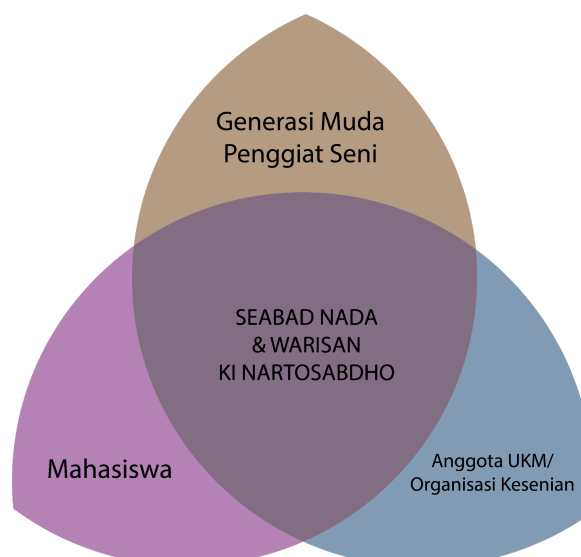 Generasi Muda
Penggiat Seni
SEABAD NADA
& WARISAN
KI NARTOSABDHO
Mahasiswa
Anggota UKM/
Organisasi Kesenian